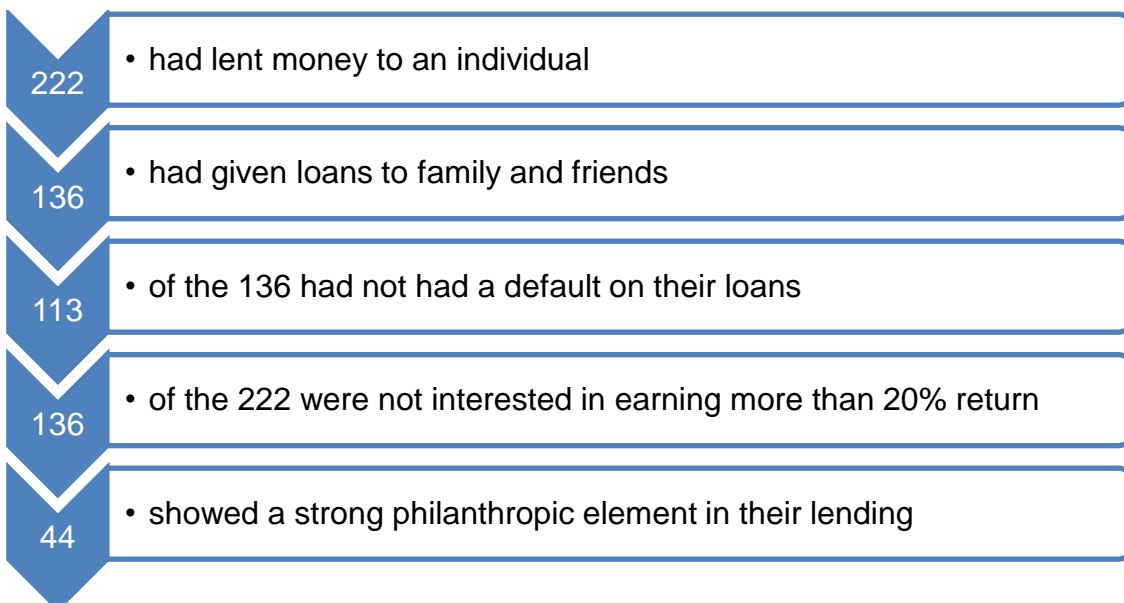 222
• had lent money to an individual
136
• had given loans to family and friends
113
• of the 136 had not had a default on their loans
136
• of the 222 were not interested in earning more than 20% return
44
• showed a strong philanthropic element in their lending